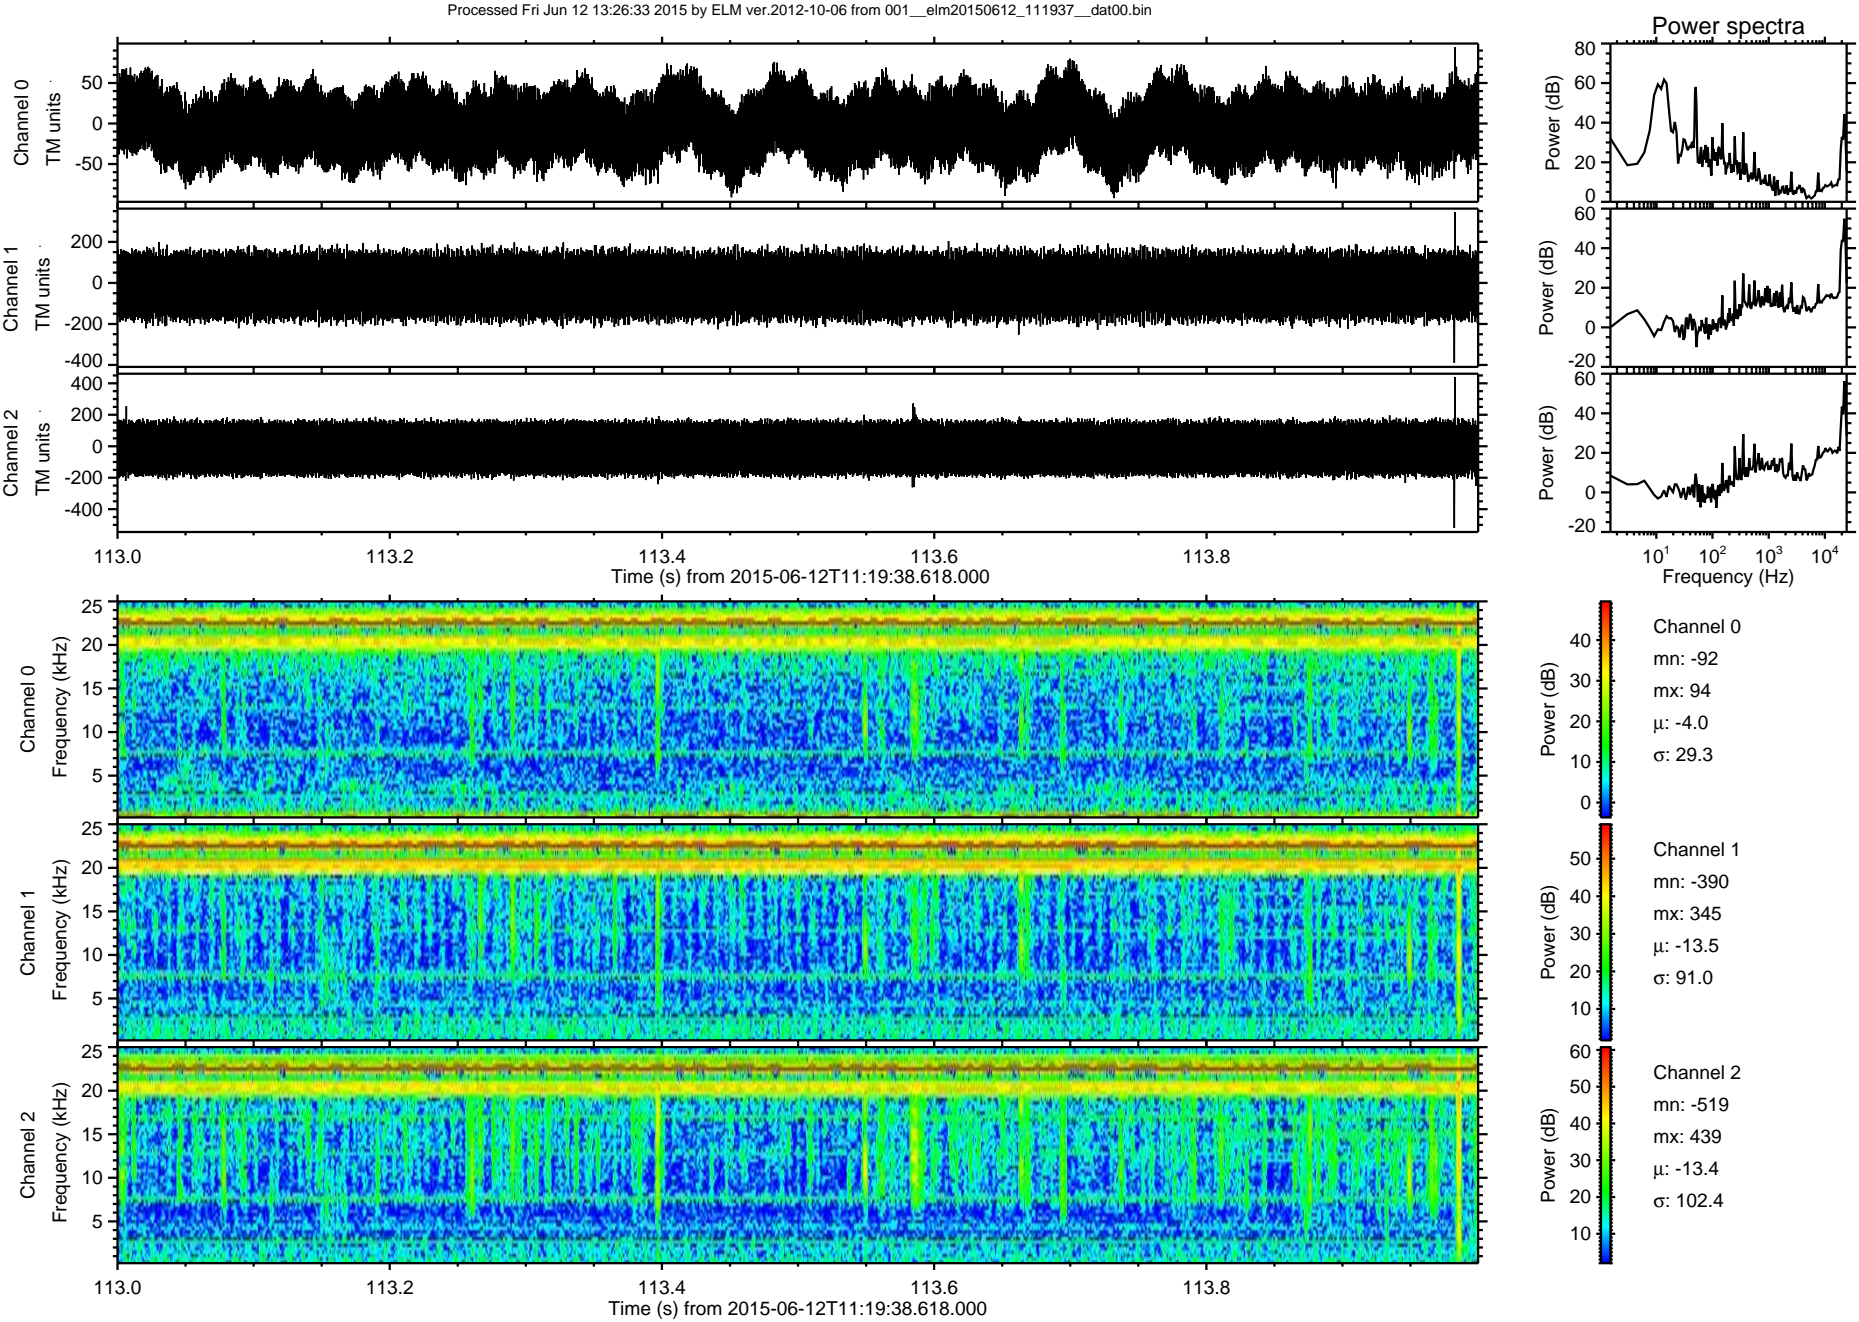 Processed Fri Jun 12 13:26:33 2015 by ELM ver.2012-10-06 from 001__elm20150612_111937__dat00.bin
Power spectra
Channel 0
TM units
50
0
-50
Power (dB)
80
60
40
20
0
Channel 1
TM units
200
0
-200
-400
Power (dB)
60
40
20
0
-20
Channel 2
TM units
400
200
0
-200
-400
Power (dB)
60
40
20
0
-20
113.0 113.2 113.4 113.6 113.8
Time (s) from 2015-06-12T11:19:38.618.000
10^1 10^2 10^3 10^4
Frequency (Hz)
Channel 0
Frequency (kHz)
25
20
15
10
5
Power (dB)
40
30
20
10
0
Channel 0
mn: -92
mx: 94
μ: -4.0
σ: 29.3
Channel 1
Frequency (kHz)
25
20
15
10
5
Power (dB)
50
40
30
20
10
Channel 1
mn: -390
mx: 345
μ: -13.5
σ: 91.0
Channel 2
Frequency (kHz)
25
20
15
10
5
Power (dB)
60
50
40
30
20
10
Channel 2
mn: -519
mx: 439
μ: -13.4
σ: 102.4
113.0 113.2 113.4 113.6 113.8
Time (s) from 2015-06-12T11:19:38.618.000